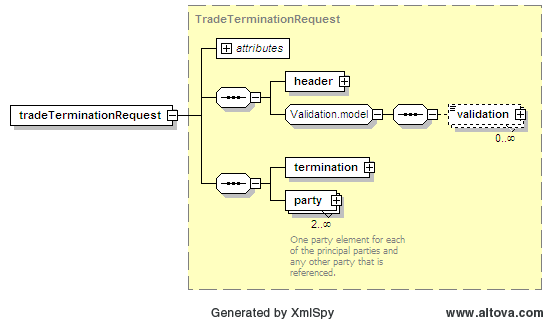 TradeTerminationRequest
attributes
header
tradeTerminationRequest
Validation.model
validation
0..∞
termination
party
2..∞
One party element for each
of the principal parties and
any other party that is
referenced.
Generated by XmlSpy
www.altova.com